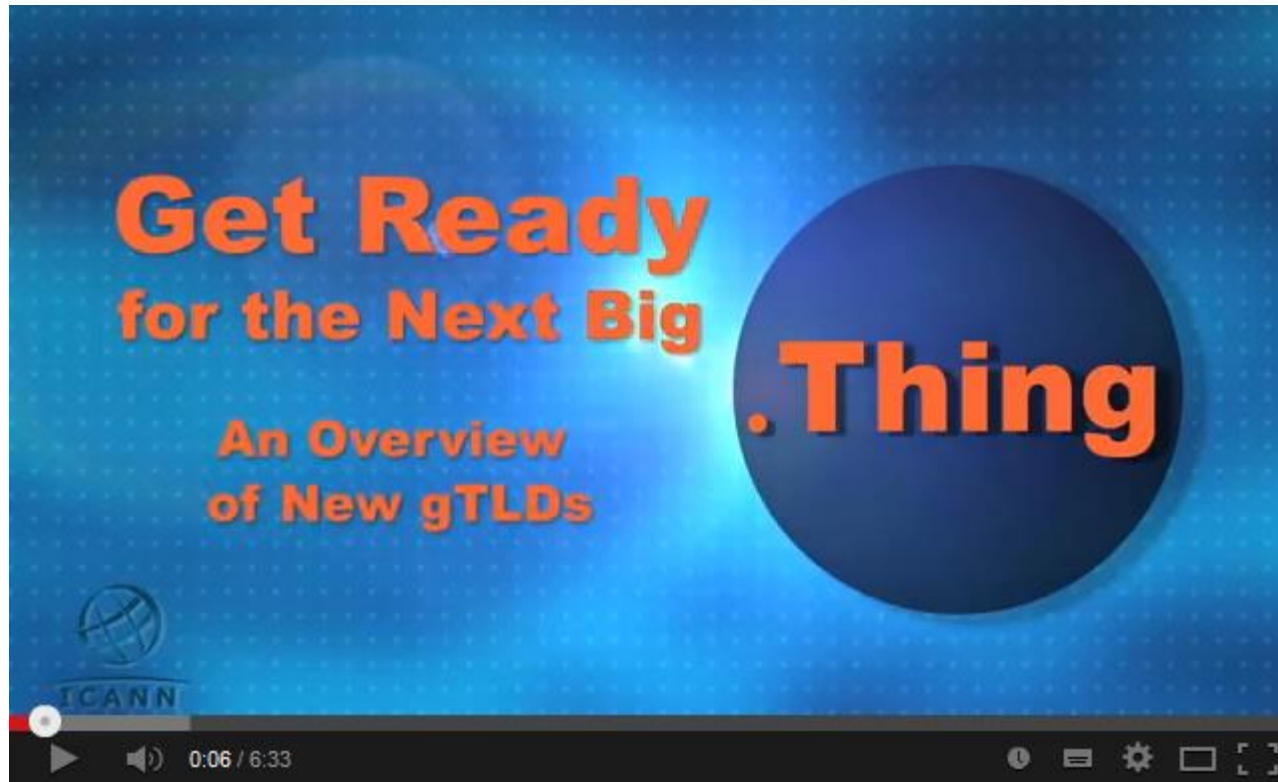 Get Ready
for the Next Big
.Thing
An Overview
of New gTLDs
ICANN
0:06 / 6:33